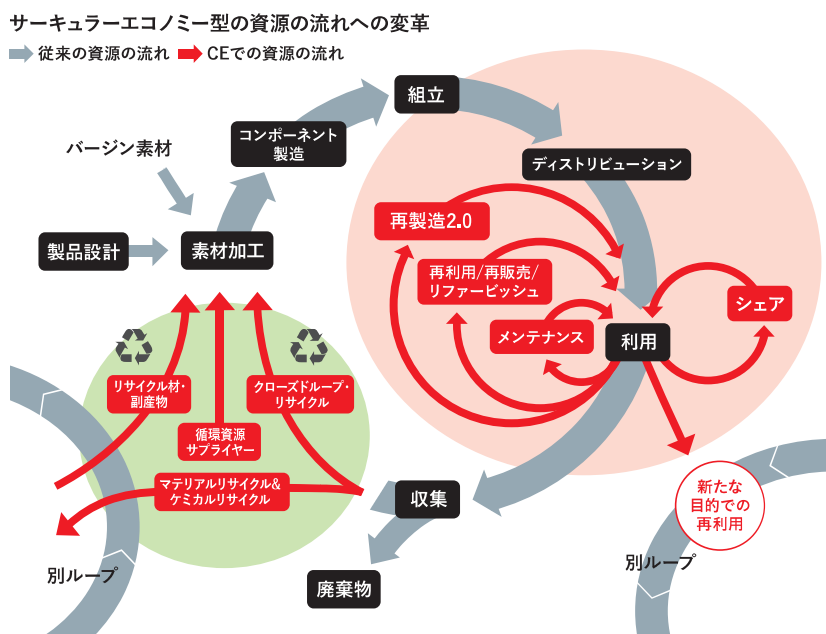 サーキュラーエコノミー型の資源の流れへの変革
従来の資源の流れ CEでの資源の流れ
組立
コンポーネント
製造
バージン素材
ディストリビューション
製品設計
素材加工
再製造2.0
再利用/再販売/
リファービッシュ
シェア
メンテナンス
利用
リサイクル材・
副産物
クローズドループ・
リサイクル
循環資源
サプライヤー
マテリアルリサイクル&
ケミカルリサイクル
収集
新たな
目的での
再利用
別ループ
別ループ
廃棄物